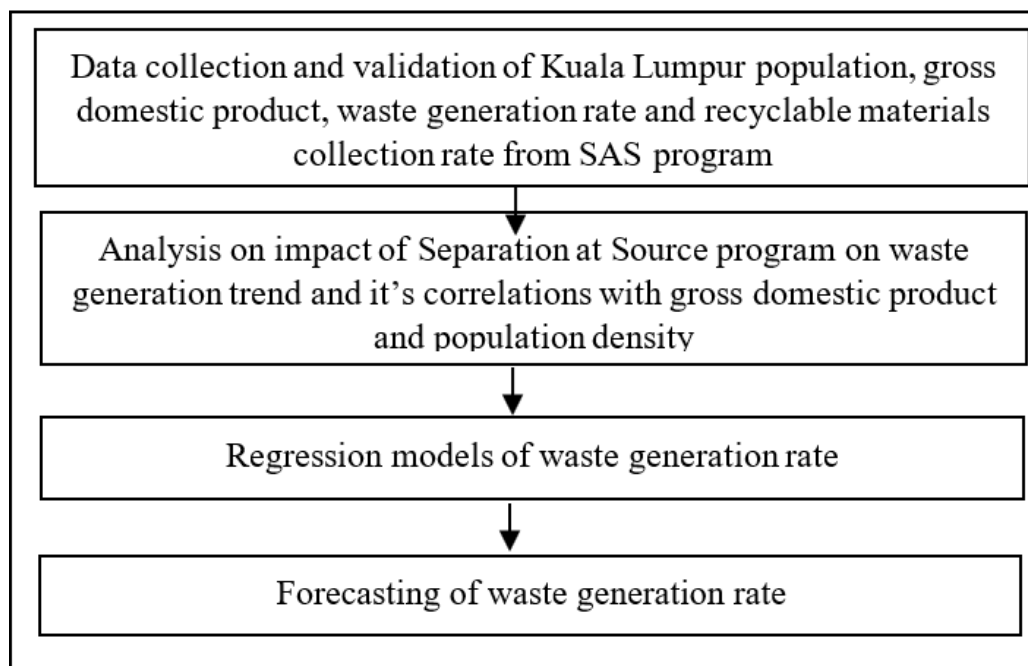 Data collection and validation of Kuala Lumpur population, gross
domestic product, waste generation rate and recyclable materials
collection rate from SAS program
Analysis on impact of Separation at Source program on waste
generation trend and it’s correlations with gross domestic product
and population density
Regression models of waste generation rate
Forecasting of waste generation rate